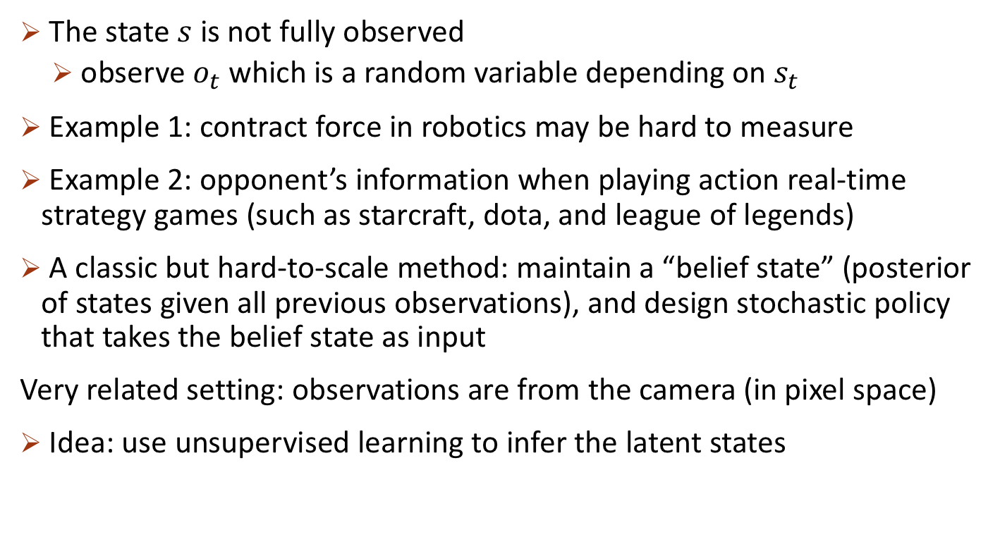 ➢ The state s is not fully observed
➢ observe oₜ which is a random variable depending on sₜ
➢ Example 1: contract force in robotics may be hard to measure
➢ Example 2: opponent’s information when playing action real-time
strategy games (such as starcraft, dota, and league of legends)
➢ A classic but hard-to-scale method: maintain a “belief state” (posterior
of states given all previous observations), and design stochastic policy
that takes the belief state as input
Very related setting: observations are from the camera (in pixel space)
➢ Idea: use unsupervised learning to infer the latent states